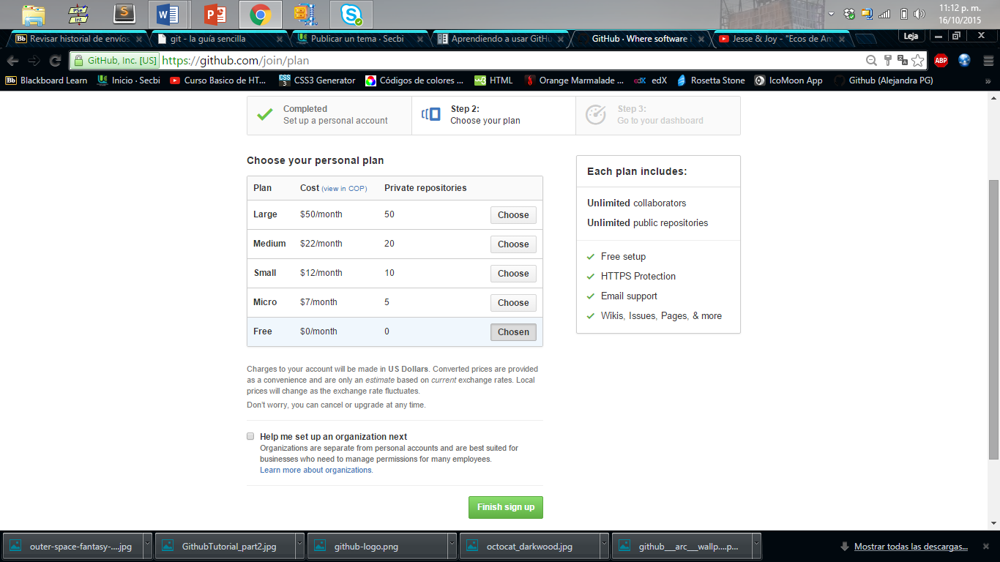 PSe
Int
S
11:12 p. m.
16/10/2015
Bb Revisar historial de envíos
git - la guía sencilla
Publicar un tema · Secbi
Aprendiendo a usar GitHu
GitHub · Where software i
Jesse & Joy - "Ecos de Am
Leja
GitHub, Inc. [US] https://github.com/join/plan
ABP
Bb Blackboard Learn
Inicio · Secbi
Curso Basico de HT...
CSS 3 CSS3 Generator
Códigos de colores ...
w3 HTML
Orange Marmalade ...
edX edX
Rosetta Stone
IcoMoon App
Github (Alejandra PG)
»
Completed
Set up a personal account
Step 2:
Choose your plan
Step 3:
Go to your dashboard
Choose your personal plan
Plan Cost (view in COP) Private repositories
Large $50/month 50 Choose
Medium $22/month 20 Choose
Small $12/month 10 Choose
Micro $7/month 5 Choose
Free $0/month 0 Chosen
Charges to your account will be made in US Dollars. Converted prices are provided
as a convenience and are only an estimate based on current exchange rates. Local
prices will change as the exchange rate fluctuates.
Don't worry, you can cancel or upgrade at any time.
Help me set up an organization next
Organizations are separate from personal accounts and are best suited for
businesses who need to manage permissions for many employees.
Learn more about organizations.
Finish sign up
Each plan includes:
Unlimited collaborators
Unlimited public repositories
Free setup
HTTPS Protection
Email support
Wikis, Issues, Pages, & more
outer-space-fantasy-....jpg
GithubTutorial_part2.jpg
github-logo.png
octocat_darkwood.jpg
github___arc___wallp....p...
Mostrar todas las descargas...